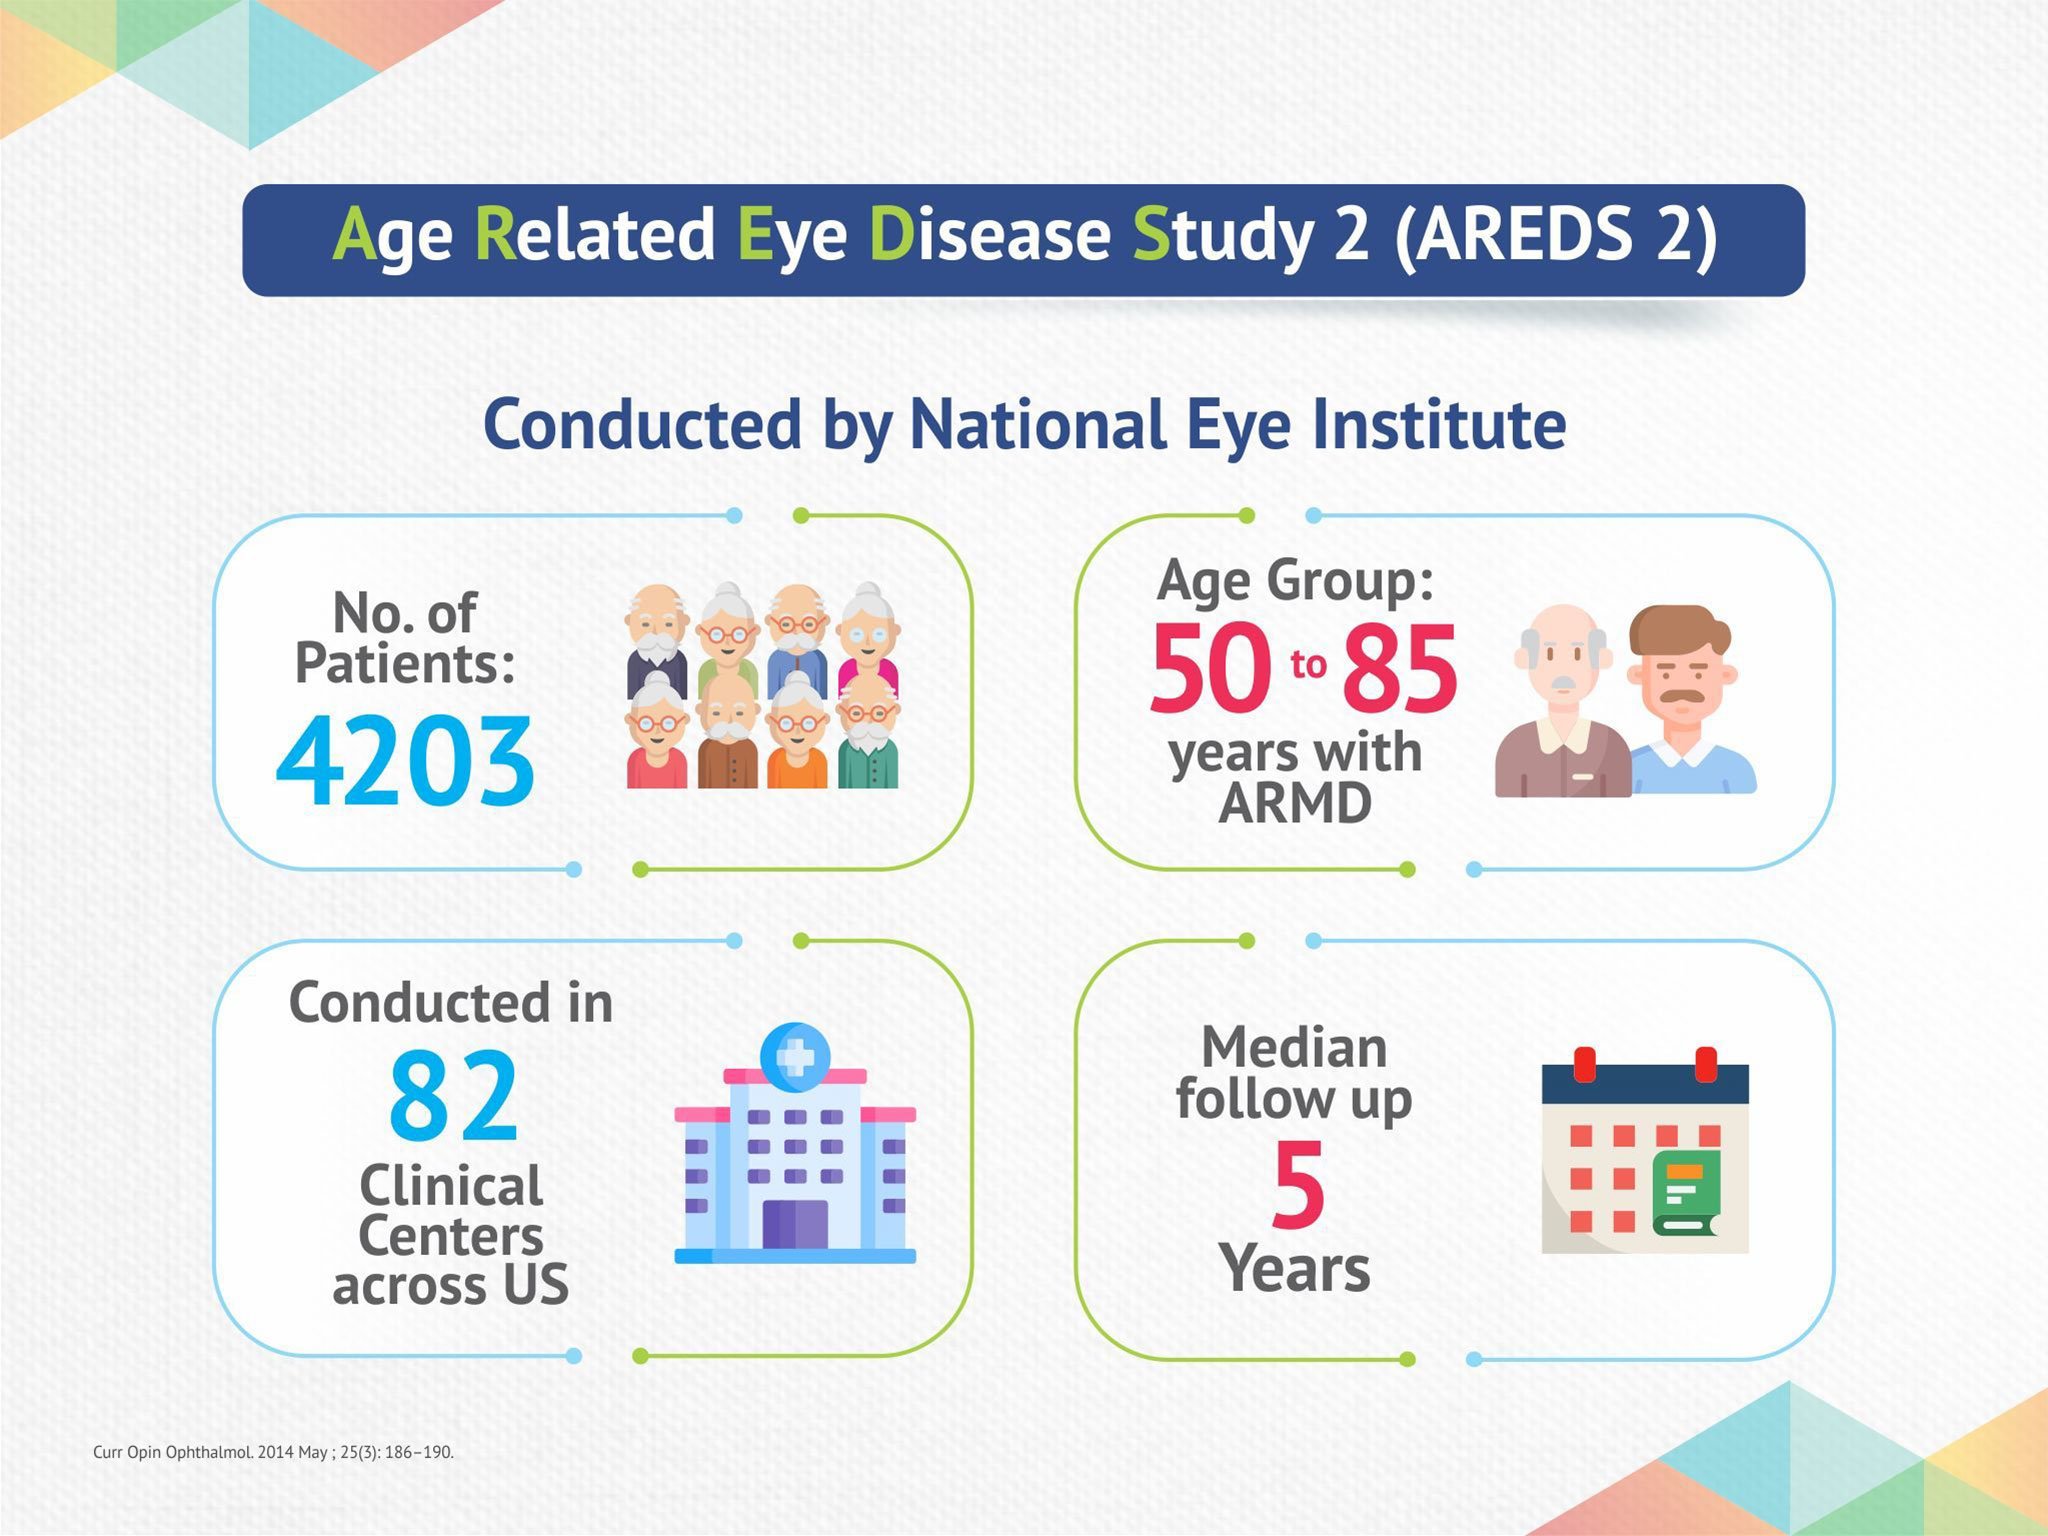 Age Related Eye Disease Study 2 (AREDS 2)
Conducted by National Eye Institute
No. of
Patients:
4203
Age Group:
50 to 85
years with
ARMD
Conducted in
82
Clinical
Centers
across US
Median
follow up
5
Years
Curr Opin Ophthalmol. 2014 May ; 25(3): 186–190.